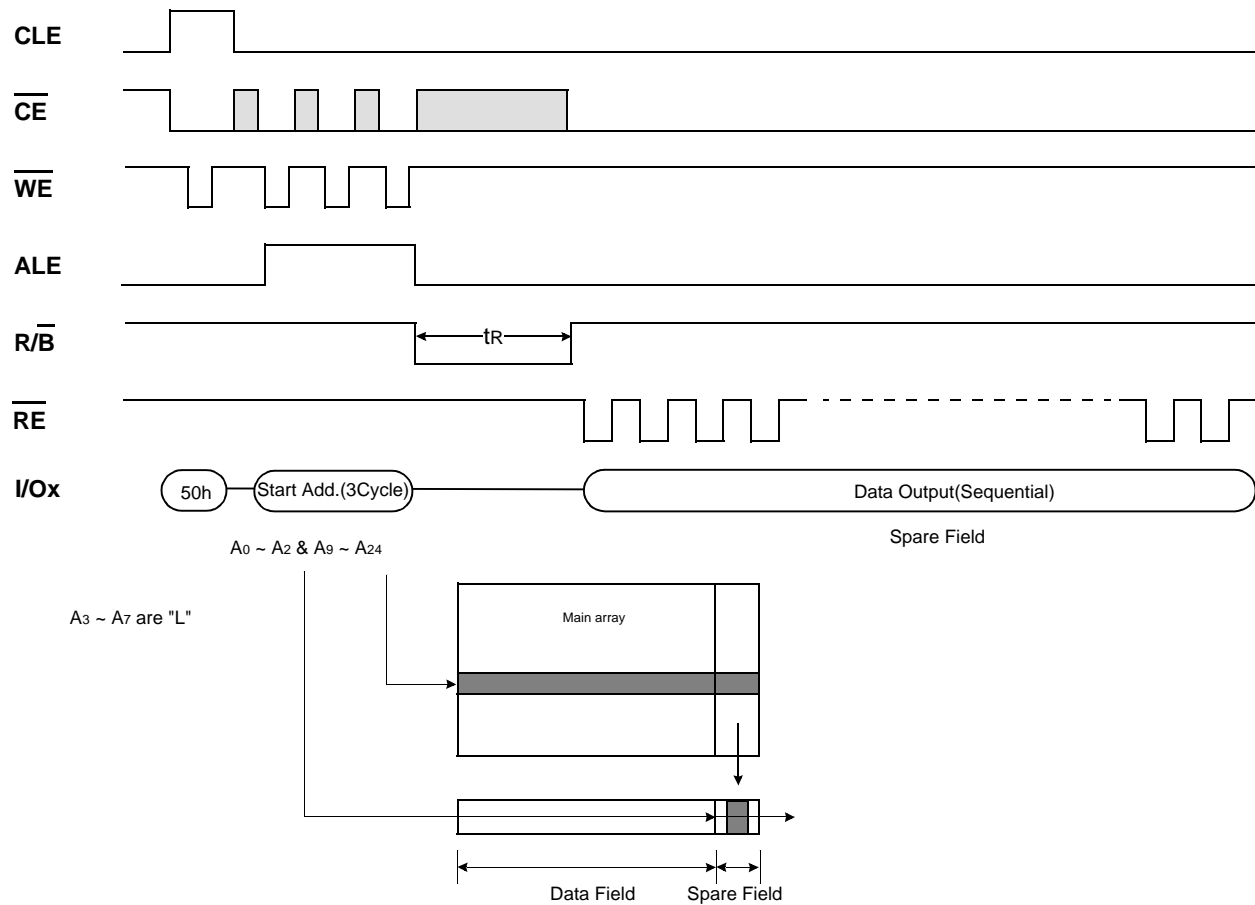 CLE
CE
WE
ALE
R/B
tR
RE
I/Ox
50h
Start Add.(3Cycle)
Data Output(Sequential)
Spare Field
A0 ~ A2 & A9 ~ A24
A3 ~ A7 are "L"
Main array
Data Field
Spare Field